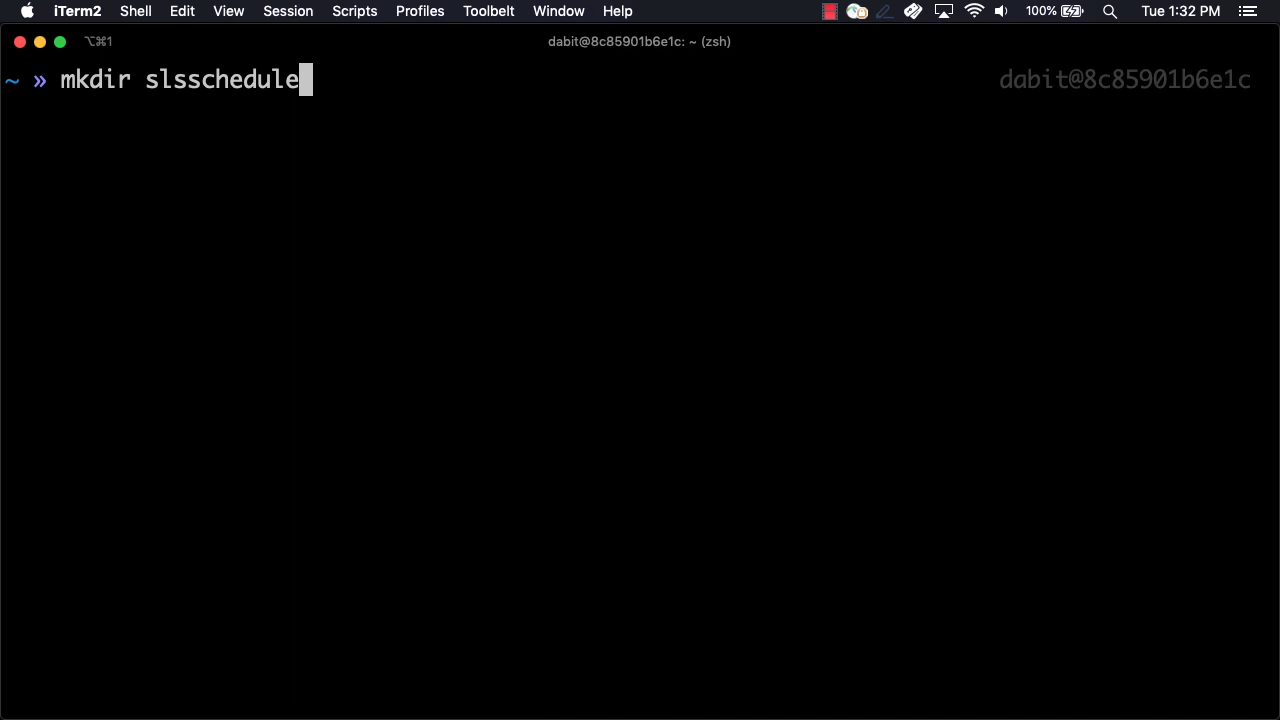 iTerm2 Shell Edit View Session Scripts Profiles Toolbelt Window Help 100% Tue 1:32 PM
⌥⌘1 dabit@8c85901b6e1c: ~ (zsh)
~ » mkdir slsschedule dabit@8c85901b6e1c